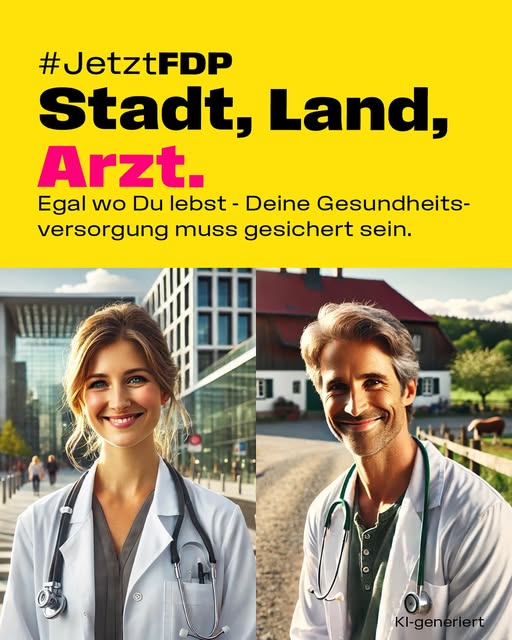 #JetztFDP
Stadt, Land,
Arzt.
Egal wo Du lebst - Deine Gesundheits-
versorgung muss gesichert sein.
KI-generiert